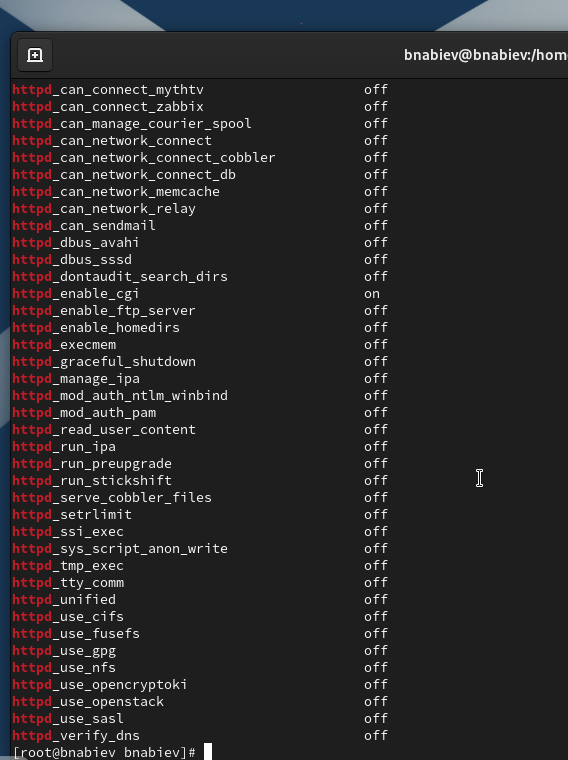 bnabiev@bnabiev:/hom
httpd_can_connect_mythtv off
httpd_can_connect_zabbix off
httpd_can_manage_courier_spool off
httpd_can_network_connect off
httpd_can_network_connect_cobbler off
httpd_can_network_connect_db off
httpd_can_network_memcache off
httpd_can_network_relay off
httpd_can_sendmail off
httpd_dbus_avahi off
httpd_dbus_sssd off
httpd_dontaudit_search_dirs off
httpd_enable_cgi on
httpd_enable_ftp_server off
httpd_enable_homedirs off
httpd_execmem off
httpd_graceful_shutdown off
httpd_manage_ipa off
httpd_mod_auth_ntlm_winbind off
httpd_mod_auth_pam off
httpd_read_user_content off
httpd_run_ipa off
httpd_run_preupgrade off
httpd_run_stickshift off
httpd_serve_cobbler_files off
httpd_setrlimit off
httpd_ssi_exec off
httpd_sys_script_anon_write off
httpd_tmp_exec off
httpd_tty_comm off
httpd_unified off
httpd_use_cifs off
httpd_use_fusefs off
httpd_use_gpg off
httpd_use_nfs off
httpd_use_opencryptoki off
httpd_use_openstack off
httpd_use_sasl off
httpd_verify_dns off
[root@bnabiev bnabiev]#